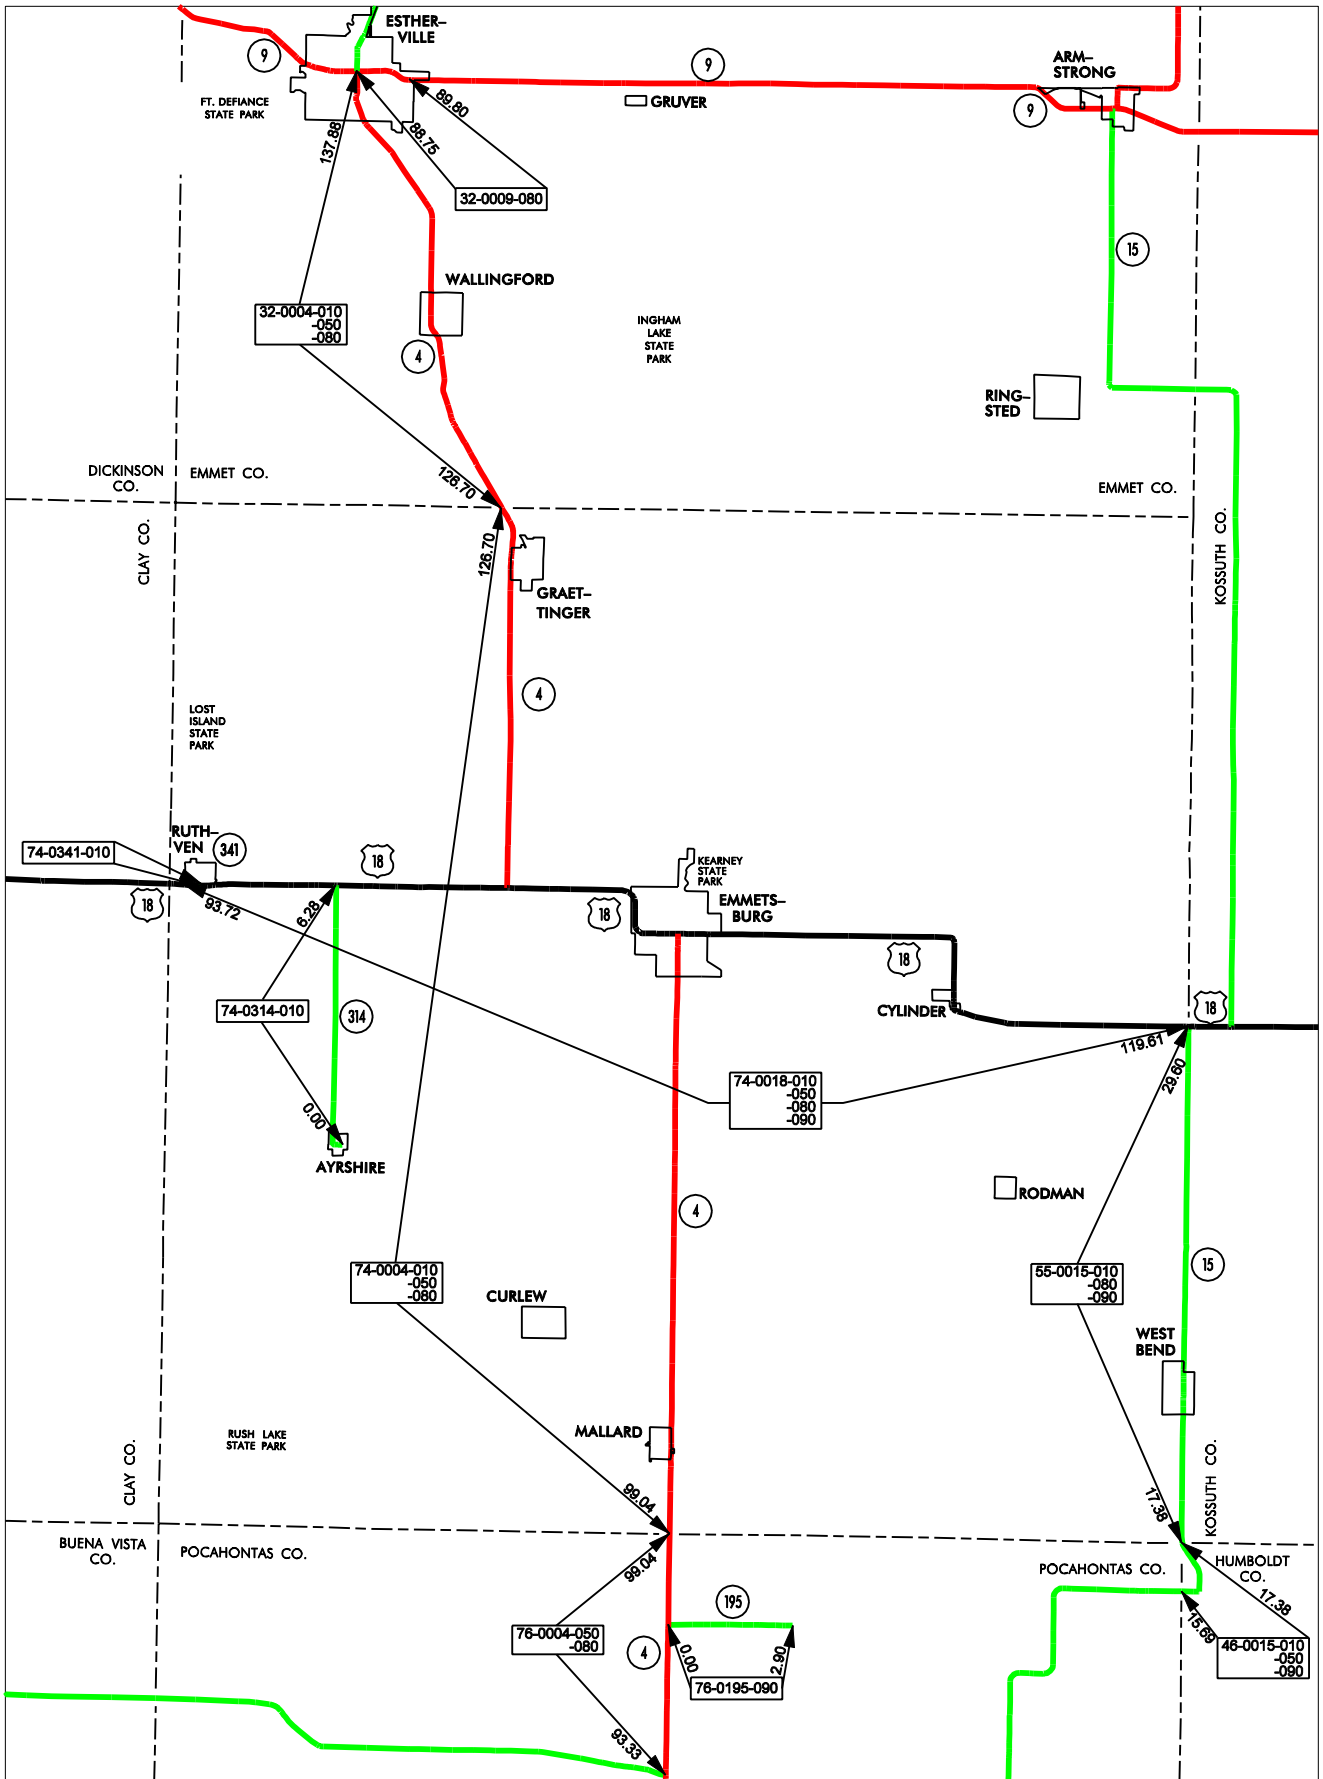 ESTHER-
VILLE
9
9
ARM-
STRONG
FT. DEFIANCE
STATE PARK
89.80
GRUVER
9
137.88
88.75
32-0009-080
15
WALLINGFORD
32-0004-010
-050
-080
INGHAM
LAKE
STATE
PARK
4
RING-
STED
DICKINSON
CO.
EMMET CO.
126.70
EMMET CO.
CLAY CO.
126.70
KOSSUTH CO.
GRAET-
TINGER
4
LOST
ISLAND
STATE
PARK
RUTH-
VEN
341
74-0341-010
18
KEARNEY
STATE
PARK
EMMETS-
BURG
18
93.72
6.28
18
18
74-0314-010
314
CYLINDER
18
119.61
29.60
74-0018-010
-050
-080
-090
0.00
AYRSHIRE
RODMAN
4
74-0004-010
-050
-080
55-0015-010
-080
-090
15
CURLEW
WEST
BEND
MALLARD
RUSH LAKE
STATE PARK
CLAY CO.
99.04
17.38
KOSSUTH CO.
BUENA VISTA
CO.
POCAHONTAS CO.
99.04
POCAHONTAS CO.
HUMBOLDT
CO.
17.38
195
15.69
76-0004-050
-080
4
0.00
2.90
76-0195-090
46-0015-010
-050
-090
93.33